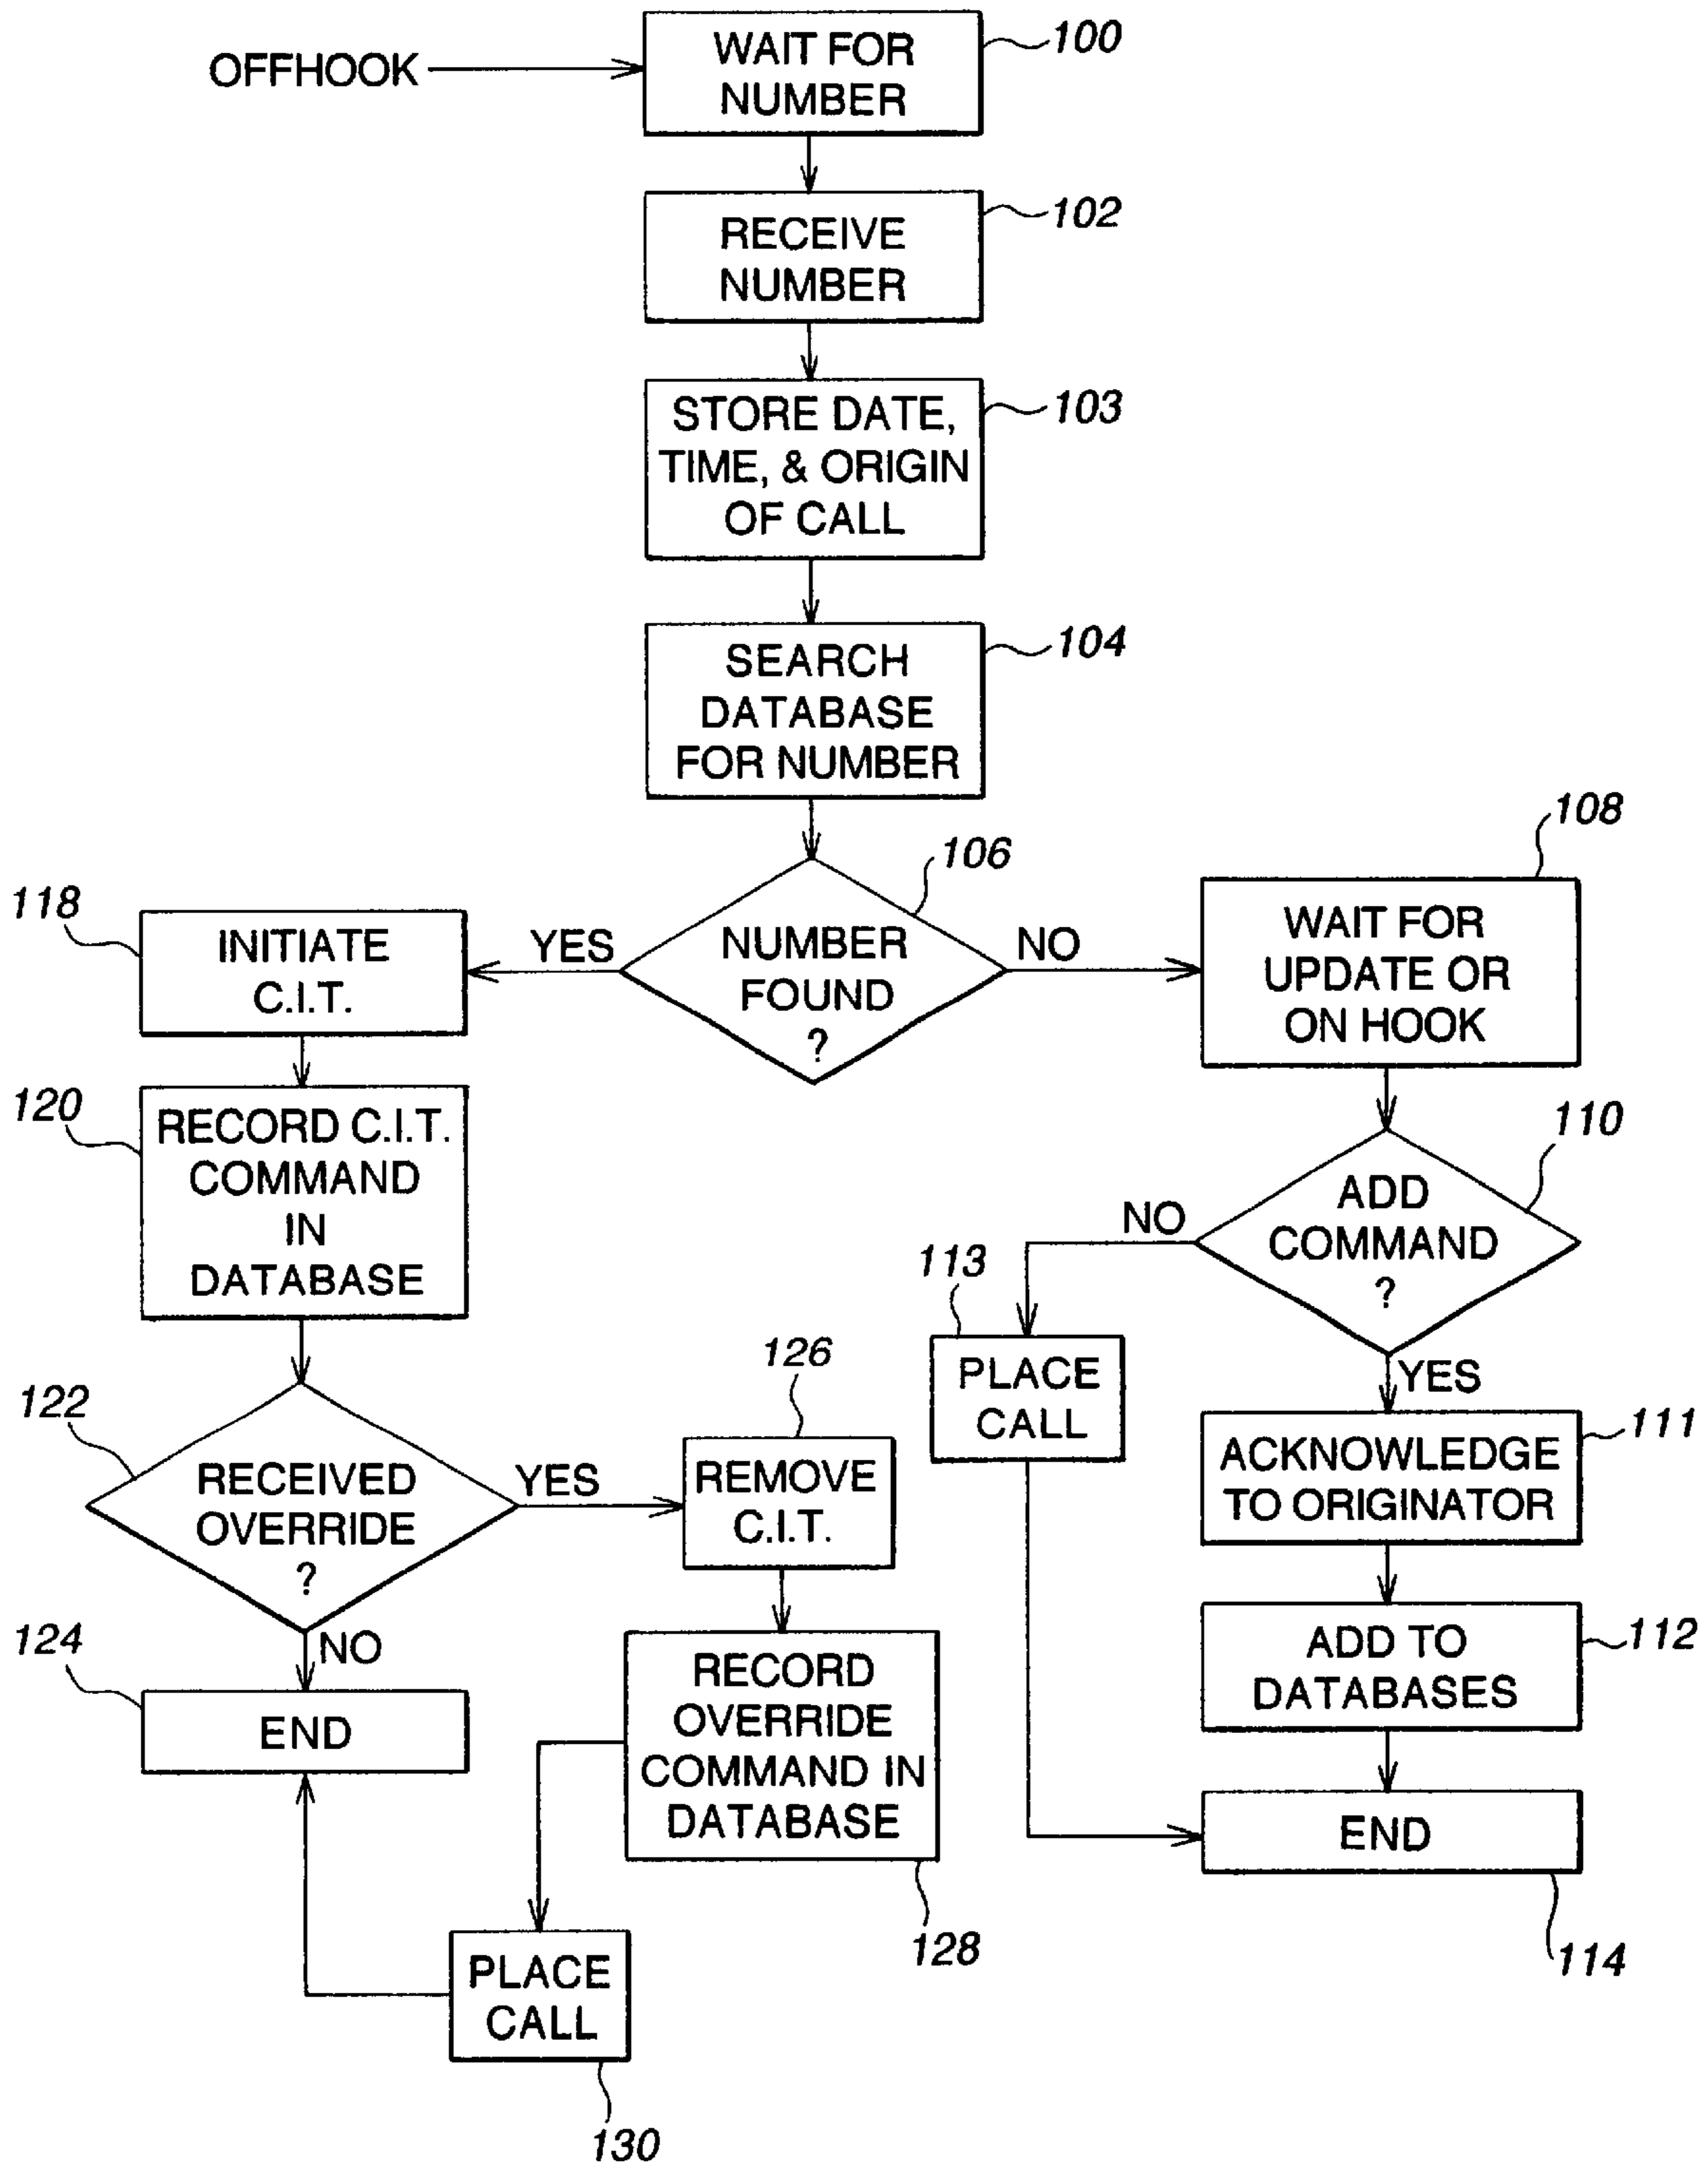 OFFHOOK
WAIT FOR
NUMBER
100
RECEIVE
NUMBER
102
STORE DATE,
TIME, & ORIGIN
OF CALL
103
SEARCH
DATABASE
FOR NUMBER
104
NUMBER
FOUND
?
106
YES
NO
118
INITIATE
C.I.T.
108
WAIT FOR
UPDATE OR
ON HOOK
120
RECORD C.I.T.
COMMAND
IN
DATABASE
110
ADD
COMMAND
?
NO
YES
113
PLACE
CALL
111
ACKNOWLEDGE
TO ORIGINATOR
122
RECEIVED
OVERRIDE
?
YES
NO
126
REMOVE
C.I.T.
112
ADD TO
DATABASES
124
END
RECORD
OVERRIDE
COMMAND IN
DATABASE
128
END
114
PLACE
CALL
130